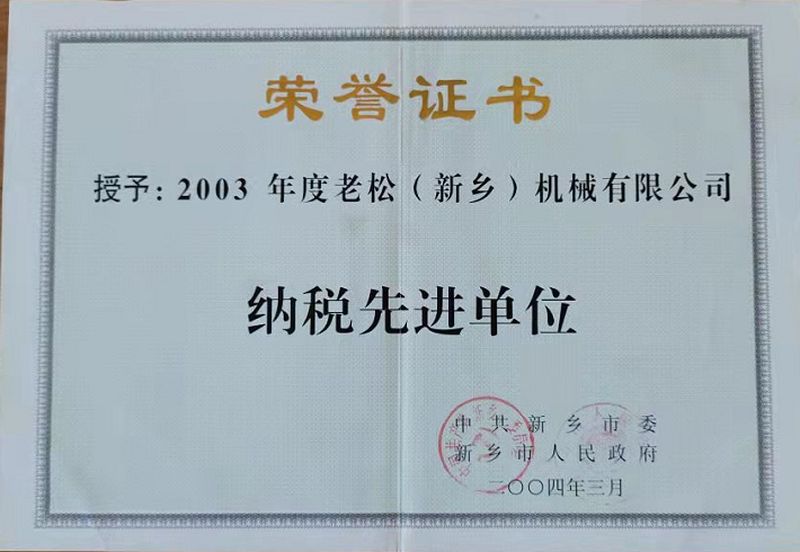 荣誉证书
授予：2003 年度老松（新乡）机械有限公司
纳税先进单位
中共新乡市委
新乡市人民政府
二〇〇四年三月